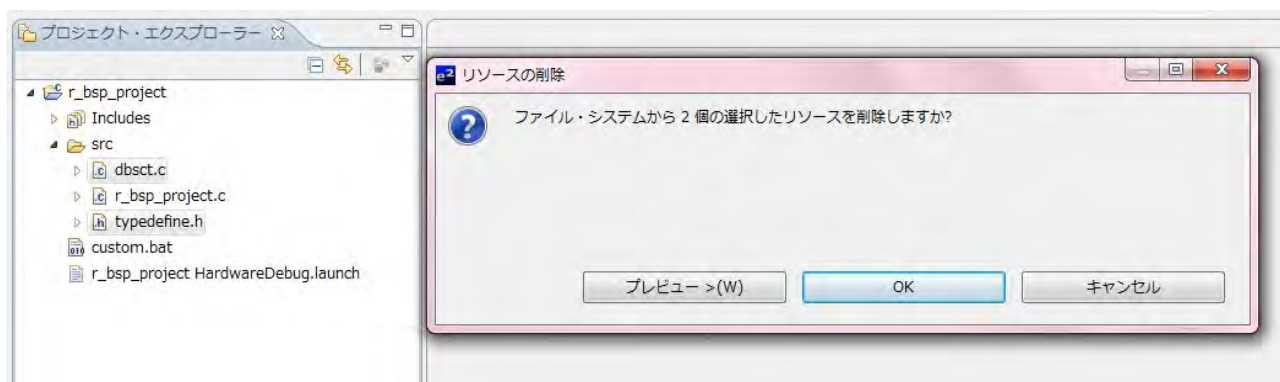 プロジェクト・エクスプローラー
r_bsp_project
Includes
src
dbsct.c
r_bsp_project.c
typedefine.h
custom.bat
r_bsp_project HardwareDebug.launch
e2 リソースの削除
ファイル・システムから 2 個の選択したリソースを削除しますか?
プレビュー >(W)
OK
キャンセル